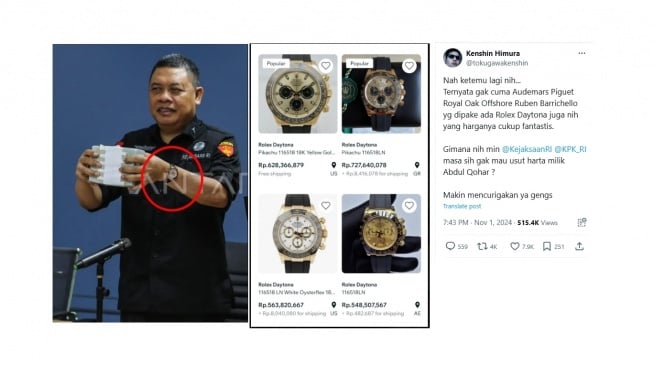 KEJAKSAAN RI
Popular
Rolex Daytona
Pikachu 116518 18K Yellow Gol...
Rp.628,366,879
Free shipping
US
Popular
Rolex Daytona
Pikachu 116518LN
Rp.727,640,078
+ Rp.8,416,078 for shipping
GR
Rolex Daytona
116518 LN White Oysterflex 18...
Rp.563,820,667
+ Rp.8,040,980 for shipping
US
Rolex Daytona
116518LN
Rp.548,507,567
+ Rp.482,687 for shipping
AE
Kenshin Himura
@tokugawakenshin
Nah ketemu lagi nih...
Ternyata gak cuma Audemars Piguet
Royal Oak Offshore Ruben Barrichello
yg dipake ada Rolex Daytona juga nih
yang harganya cukup fantastis.
Gimana nih min @KejaksaanRI @KPK_RI
masa sih gak mau usut harta milik
Abdul Qohar ?
Makin mencurigakan ya gengs
Translate post
7:43 PM · Nov 1, 2024 · 515.4K Views
559
4K
7.9K
251